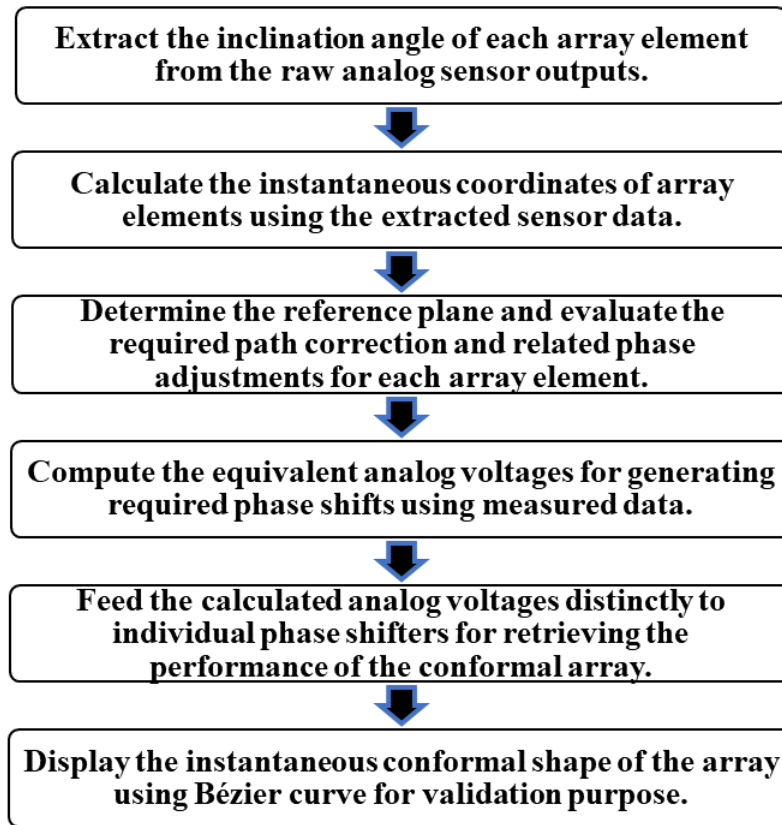 Extract the inclination angle of each array element
from the raw analog sensor outputs.
Calculate the instantaneous coordinates of array
elements using the extracted sensor data.
Determine the reference plane and evaluate the
required path correction and related phase
adjustments for each array element.
Compute the equivalent analog voltages for generating
required phase shifts using measured data.
Feed the calculated analog voltages distinctly to
individual phase shifters for retrieving the
performance of the conformal array.
Display the instantaneous conformal shape of the array
using Bézier curve for validation purpose.